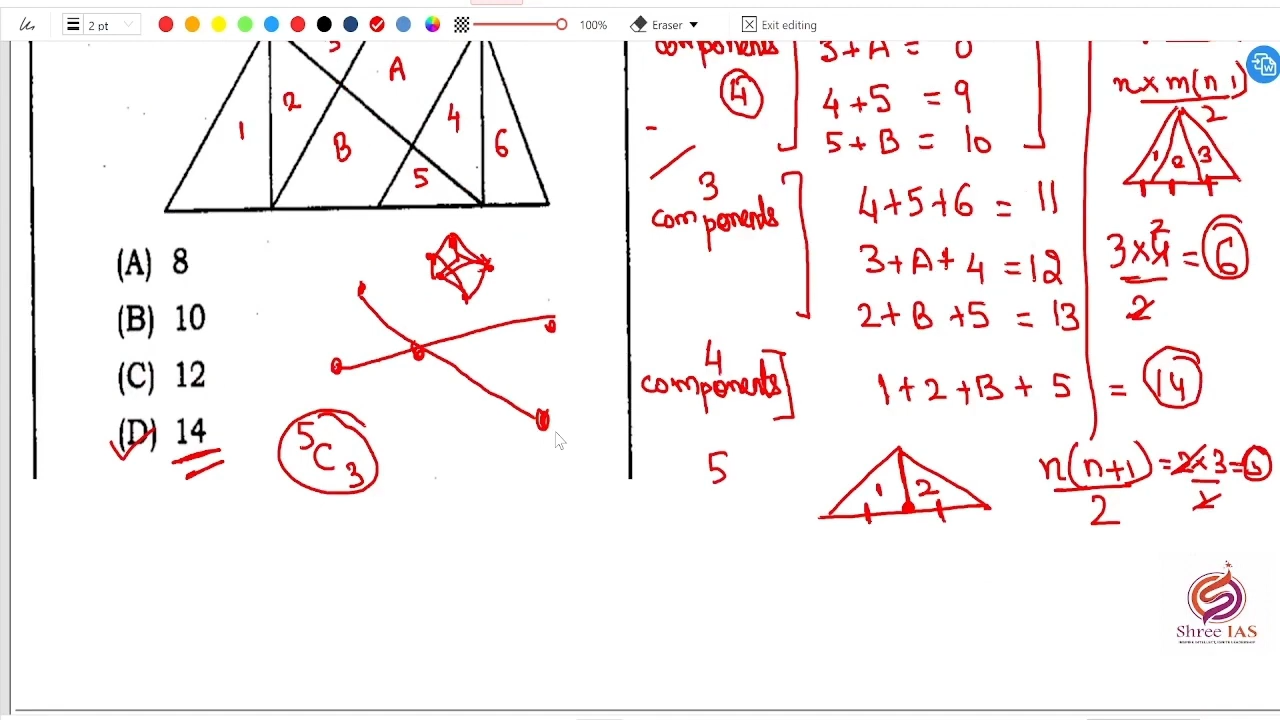 2 pt
100%
Eraser
Exit editing
3
A
2
1
4
B
6
5
(A) 8
(B) 10
(C) 12
(D) 14
5C3
components
4
3 + A = 8
4 + 5 = 9
5 + B = 10
3
components
4+5+6 = 11
3+A+4 = 12
2+B+5 = 13
4
components
1+2+B+5 = 14
5
1 2
n(n+1) = 2×3 = 3
2
n × m(n+1)
2
1 2 3
3×4 = 6
2
Shree IAS